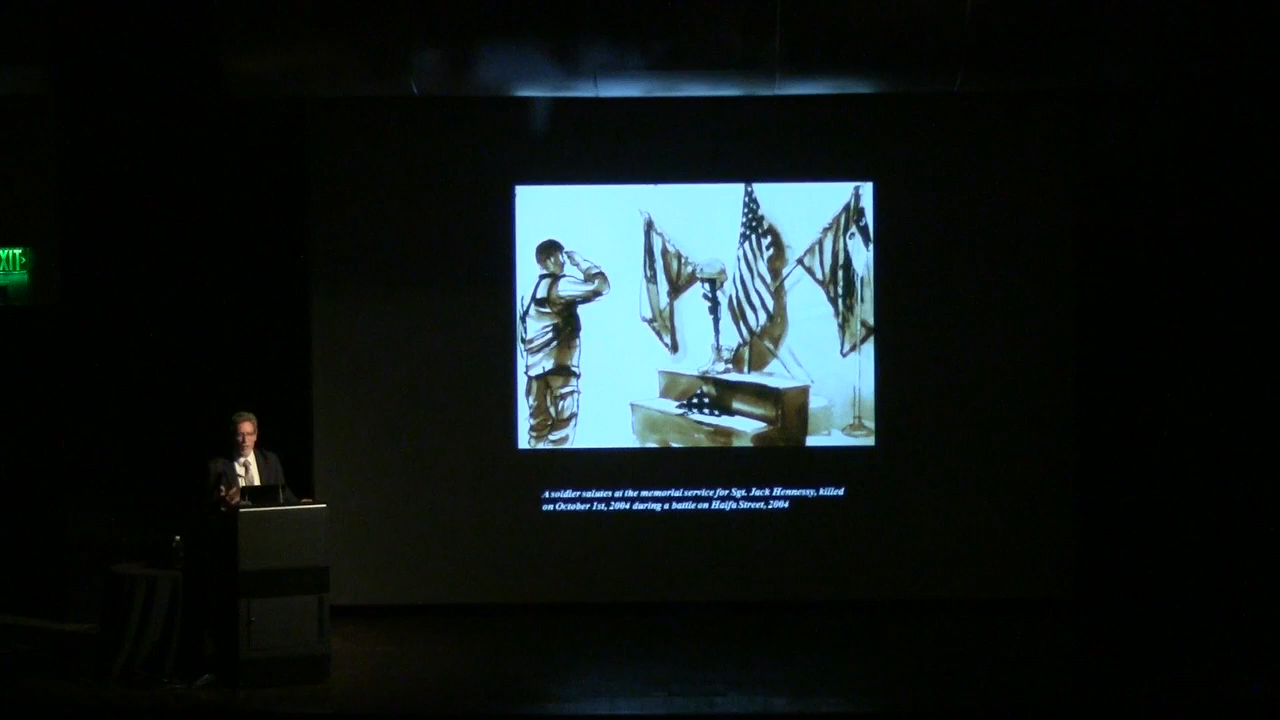 XIT
A soldier salutes at the memorial service for Sgt. Jack Hennessy, killed
on October 1st, 2004 during a battle on Haifa Street, 2004